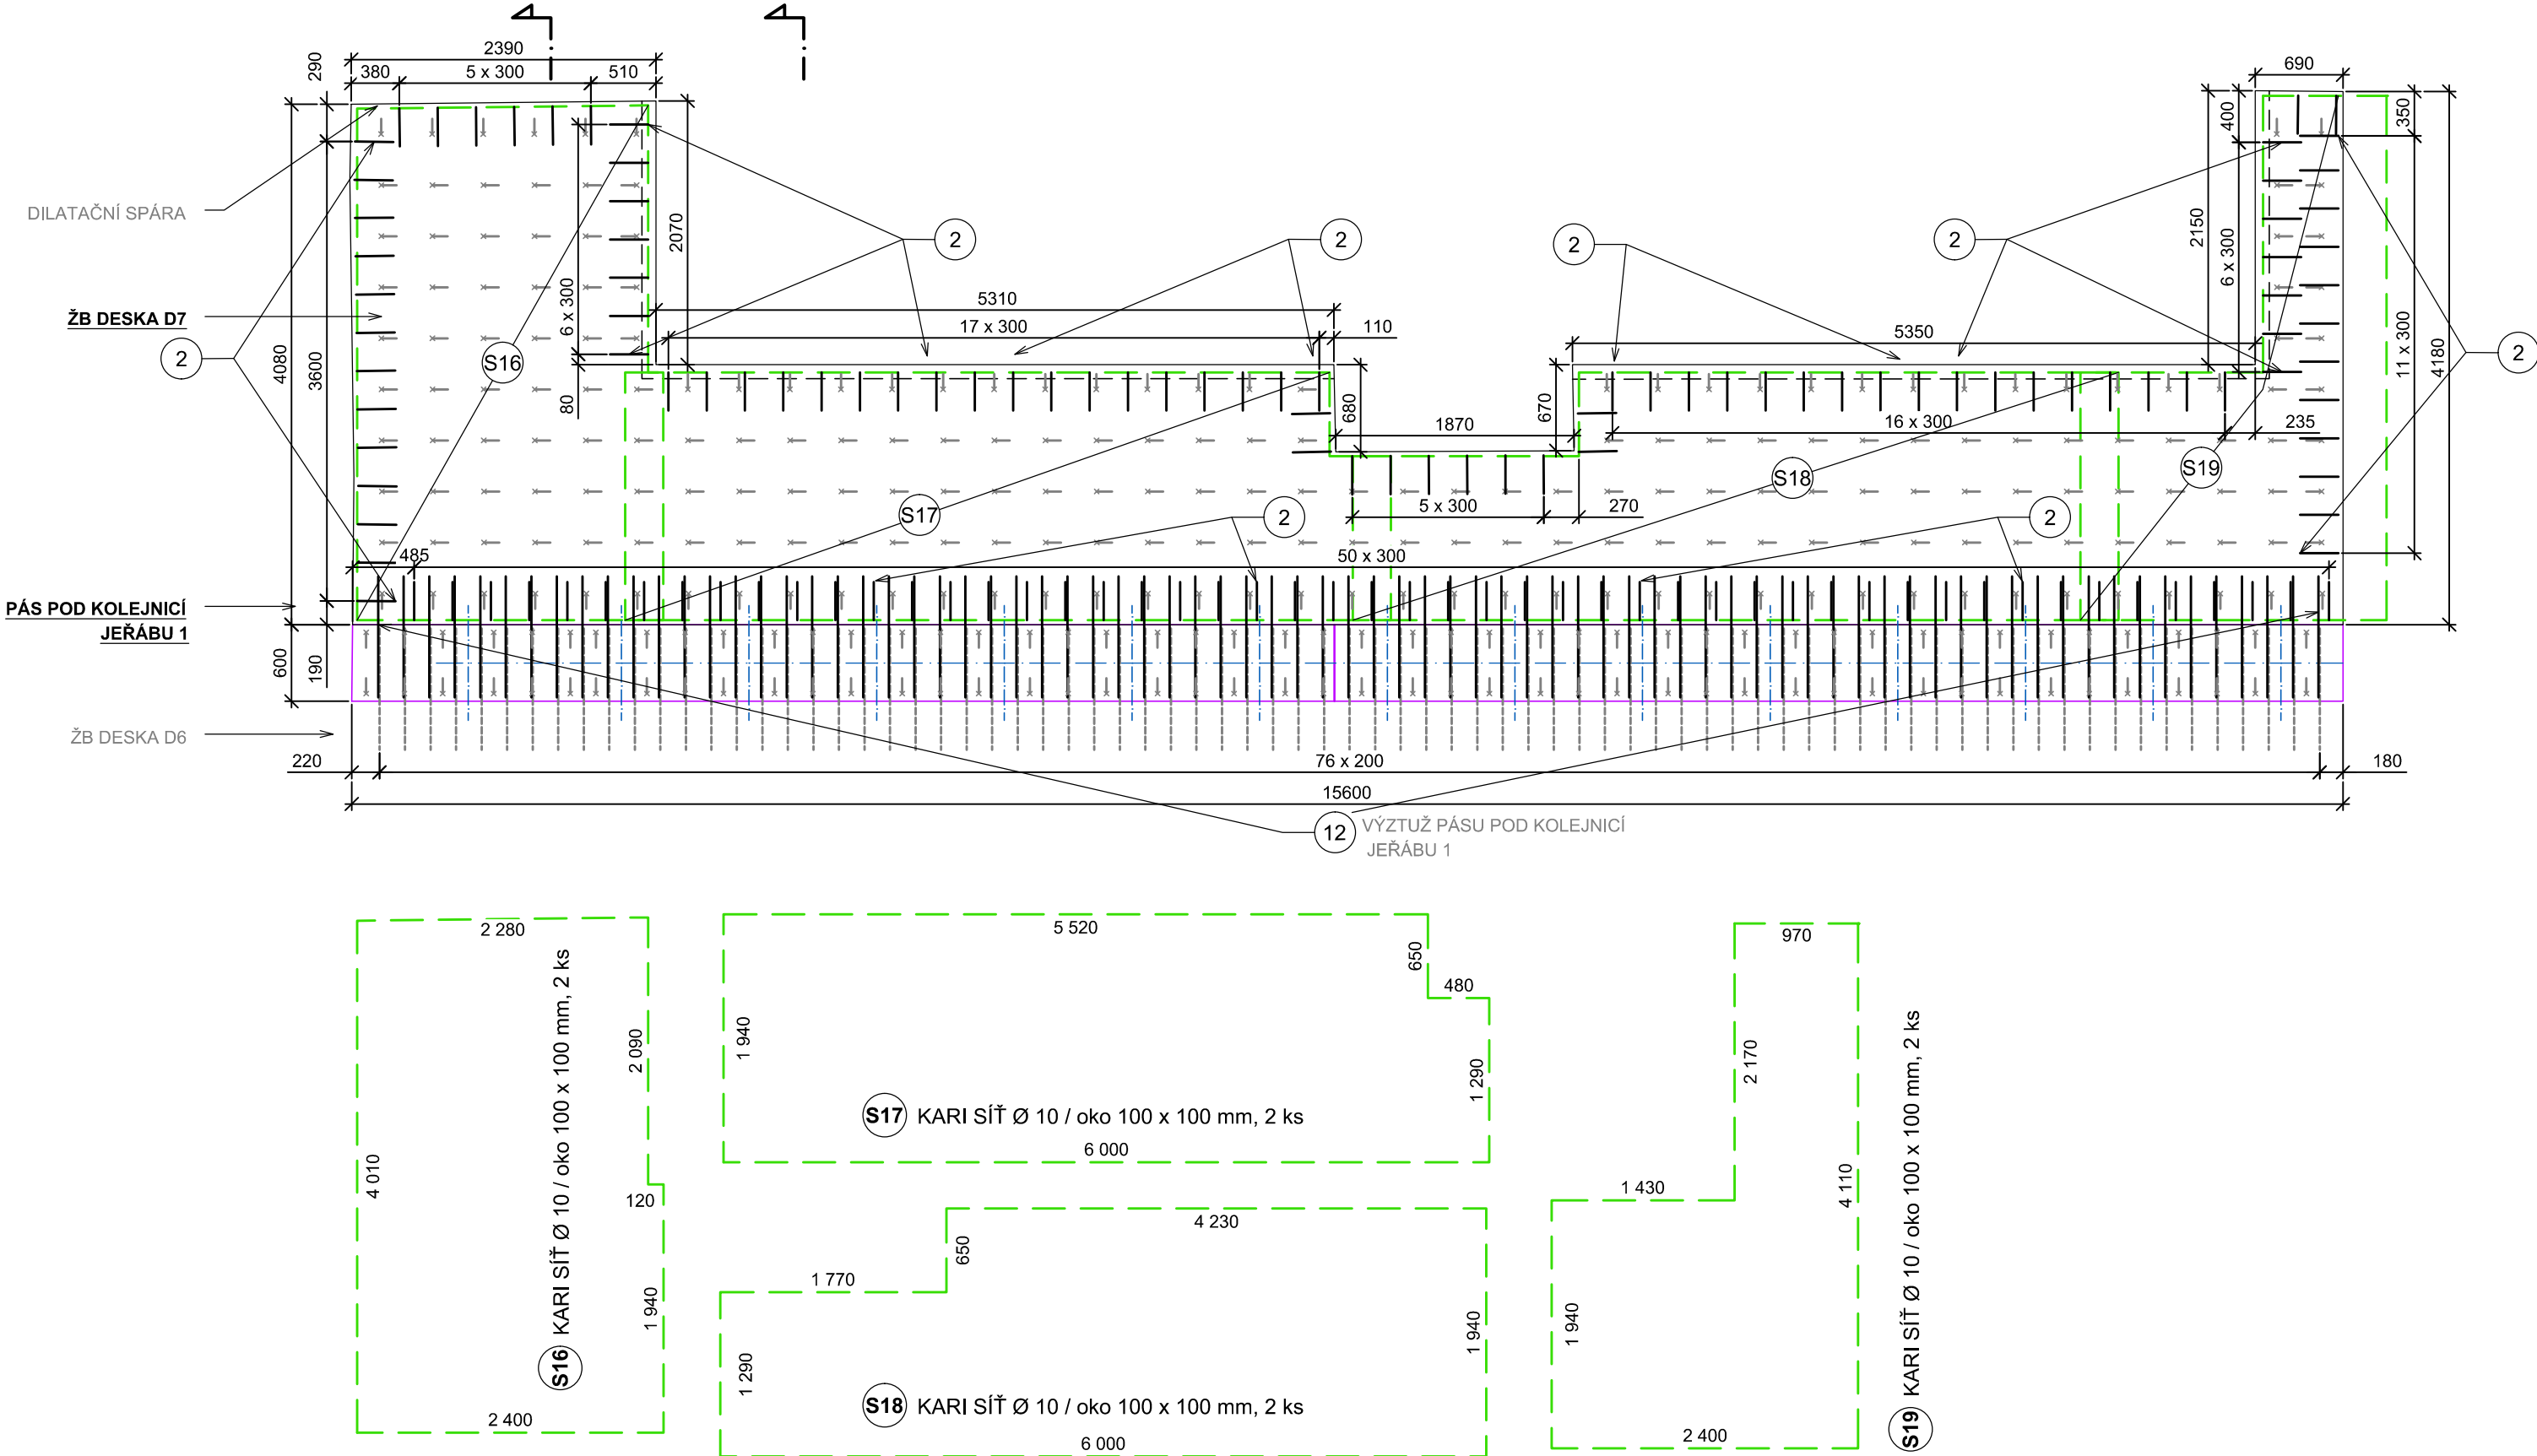 2390
380
5 x 300
510
290
690
350
400
2070
2150
6 x 300
4180
11 x 300
DILATAČNÍ SPÁRA
2
2
2
2
ŽB DESKA D7
2
S16
6 x 300
80
4080
3600
5310
17 x 300
110
5350
2
680
670
1870
16 x 300
235
S17
S18
S19
5 x 300
270
2
2
485
50 x 300
PÁS POD KOLEJNICÍ
JEŘÁBU 1
600
190
ŽB DESKA D6
220
76 x 200
180
15600
12
VÝZTUŽ PÁSU POD KOLEJNICÍ
JEŘÁBU 1
2 280
4 010
2 090
120
1 940
2 400
S16 KARI SÍŤ Ø 10 / oko 100 x 100 mm, 2 ks
5 520
650
480
1 940
1 290
S17 KARI SÍŤ Ø 10 / oko 100 x 100 mm, 2 ks
6 000
4 230
650
1 770
1 290
1 940
S18 KARI SÍŤ Ø 10 / oko 100 x 100 mm, 2 ks
6 000
970
2 170
1 430
4 110
1 940
2 400
S19 KARI SÍŤ Ø 10 / oko 100 x 100 mm, 2 ks